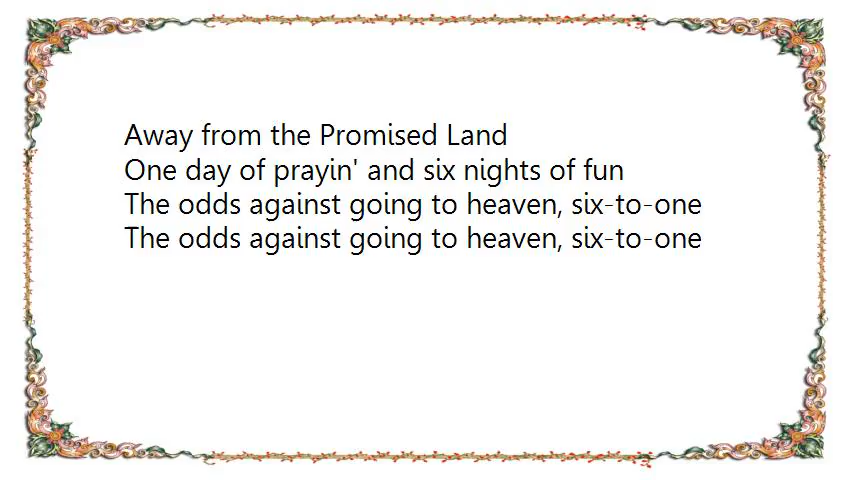 Away from the Promised Land
One day of prayin' and six nights of fun
The odds against going to heaven, six-to-one
The odds against going to heaven, six-to-one